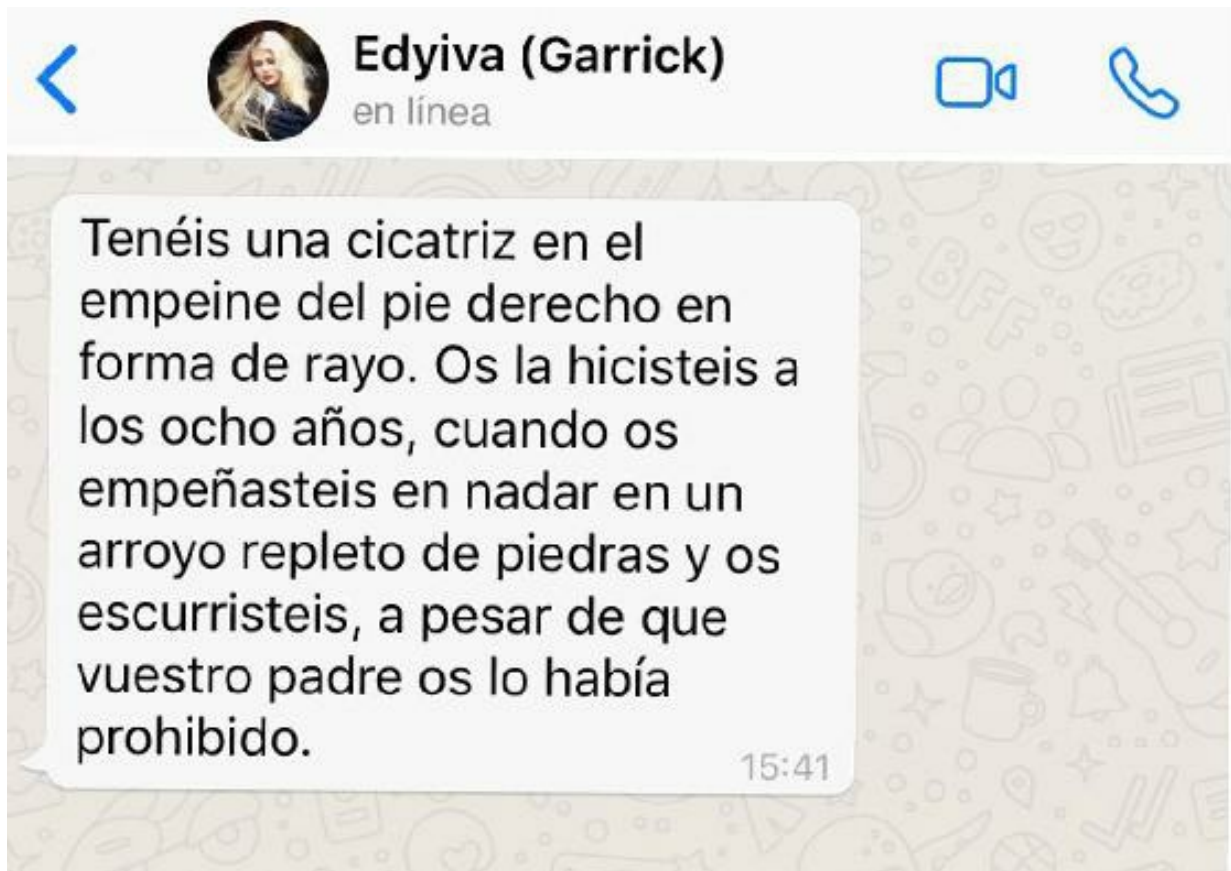 Edyiva (Garrick)
en línea
Tenéis una cicatriz en el
empeine del pie derecho en
forma de rayo. Os la hicisteis a
los ocho años, cuando os
empeñasteis en nadar en un
arroyo repleto de piedras y os
escurristeis, a pesar de que
vuestro padre os lo había
prohibido.
15:41
BFF